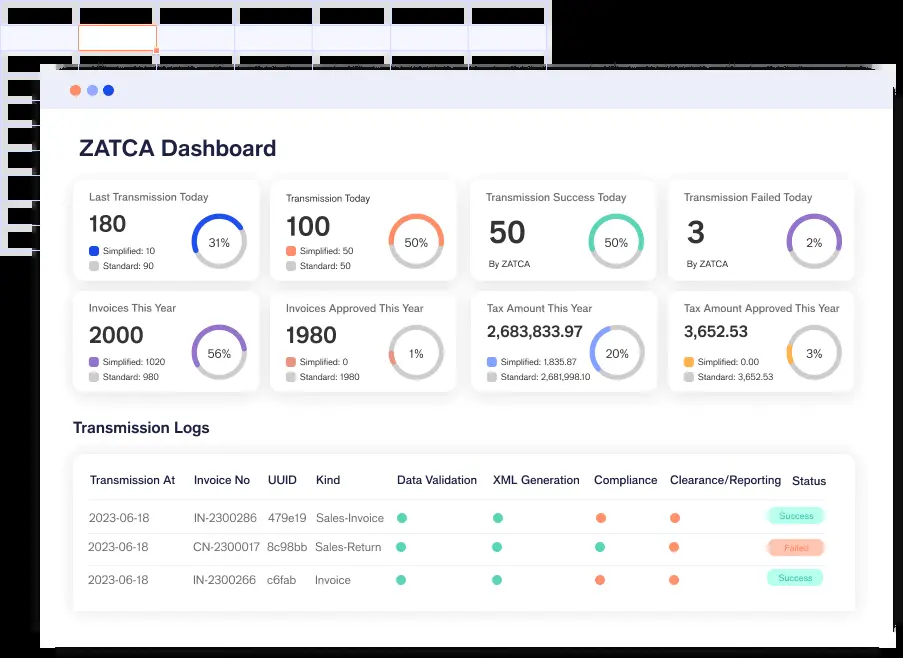 ZATCA Dashboard
Last Transmission Today
180
Simplified: 10
Standard: 90
31%
Transmission Today
100
Simplified: 50
Standard: 50
50%
Transmission Success Today
50
By ZATCA
50%
Transmission Failed Today
3
By ZATCA
2%
Invoices This Year
2000
Simplified: 1020
Standard: 980
56%
Invoices Approved This Year
1980
Simplified: 0
Standard: 1980
1%
Tax Amount This Year
2,683,833.97
Simplified: 1,835.87
Standard: 2,681,998.10
20%
Tax Amount Approved This Year
3,652.53
Simplified: 0.00
Standard: 3,652.53
3%
Transmission Logs
Transmission At Invoice No UUID Kind Data Validation XML Generation Compliance Clearance/Reporting Status
2023-06-18 IN-2300286 479e19 Sales-Invoice Success
2023-06-18 CN-2300017 8c98bb Sales-Return Failed
2023-06-18 IN-2300266 c6fab Invoice Success